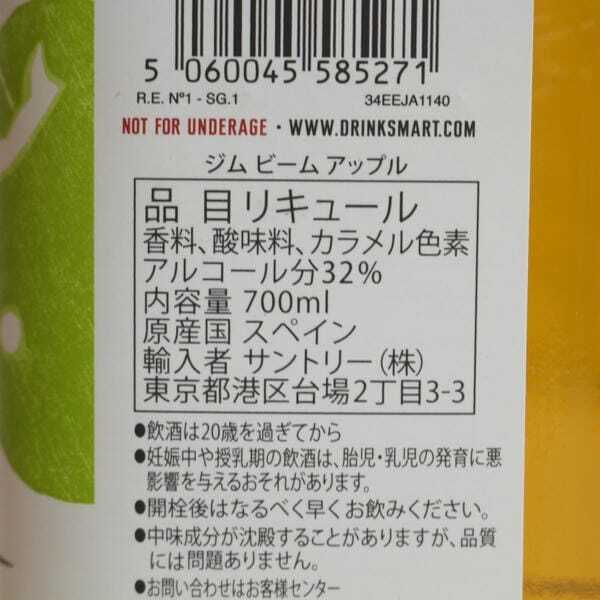 5 060045 585271
R.E. Nº1 - SG.1 34EEJA1140
NOT FOR UNDERAGE · WWW.DRINKSMART.COM
ジム ビーム アップル
品 目 リキュール
香料、酸味料、カラメル色素
アルコール分32%
内容量 700ml
原産国 スペイン
輸入者 サントリー(株)
東京都港区台場2丁目3-3
●飲酒は20歳を過ぎてから
●妊娠中や授乳期の飲酒は、胎児・乳児の発育に悪
影響を与えるおそれがあります。
●開栓後はなるべく早くお飲みください。
●中味成分が沈殿することがありますが、品質
には問題ありません。
●お問い合わせはお客様センター